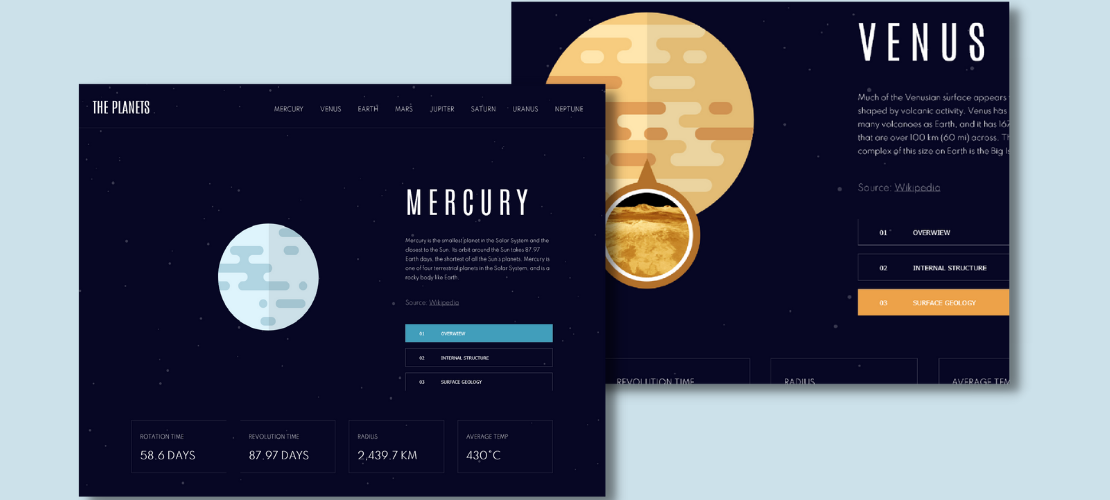 THE PLANETS
MERCURY VENUS EARTH MARS JUPITER SATURN URANUS NEPTUNE
MERCURY
Mercury is the smallest planet in the Solar System and the
closest to the Sun. Its orbit around the Sun takes 87.97
Earth days, the shortest of all the Sun's planets. Mercury is
one of four terrestrial planets in the Solar System, and is a
rocky body like Earth.
Source: Wikipedia
01 OVERVIEW
02 INTERNAL STRUCTURE
03 SURFACE GEOLOGY
ROTATION TIME
58.6 DAYS
REVOLUTION TIME
87.97 DAYS
RADIUS
2,439.7 KM
AVERAGE TEMP
430°C
VENUS
Much of the Venusian surface appears
shaped by volcanic activity. Venus has
many volcanoes as Earth, and it has 167
that are over 100 km (60 mi) across.
complex of this size on Earth is the Big
Source: Wikipedia
01 OVERVIEW
02 INTERNAL STRUCTURE
03 SURFACE GEOLOGY
REVOLUTION TIME
RADIUS
AVERAGE